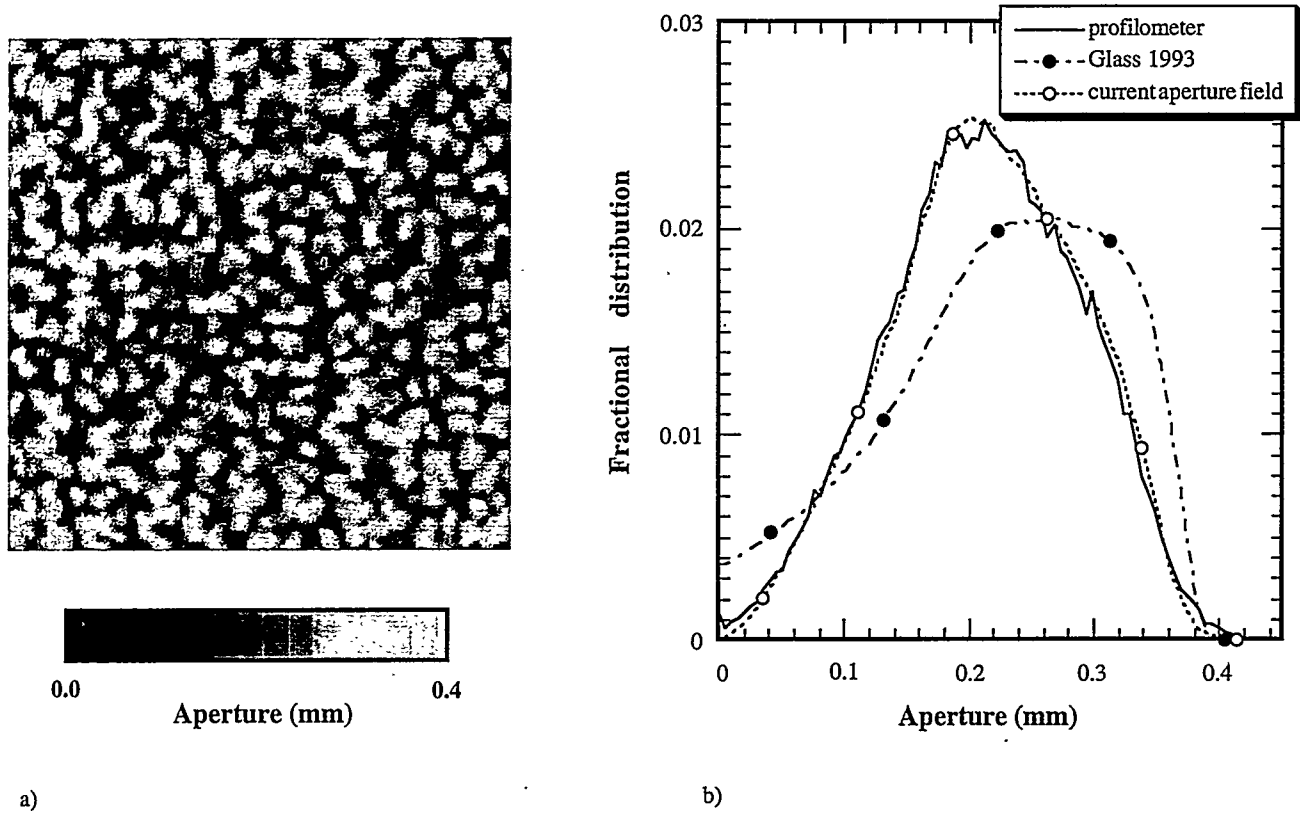 0.0
0.4
Aperture (mm)
a)
0.03
0.02
0.01
0
Fractional distribution
profilometer
Glass 1993
current aperture field
0
0.1
0.2
0.3
0.4
Aperture (mm)
b)